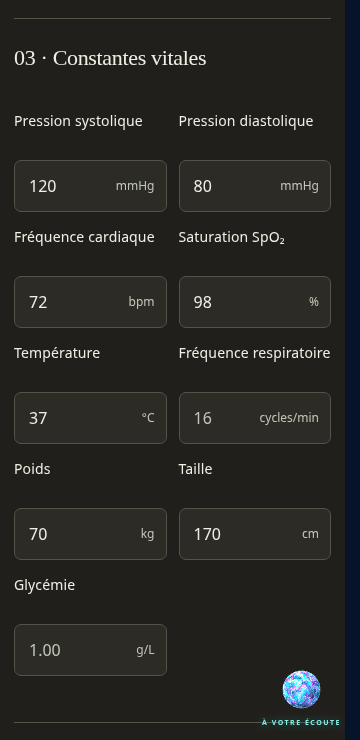 03 · Constantes vitales
Pression systolique Pression diastolique
120 mmHg 80 mmHg
Fréquence cardiaque Saturation SpO₂
72 bpm 98 %
Température Fréquence respiratoire
37 °C 16 cycles/min
Poids Taille
70 kg 170 cm
Glycémie
1.00 g/L
À VOTRE ÉCOUTE